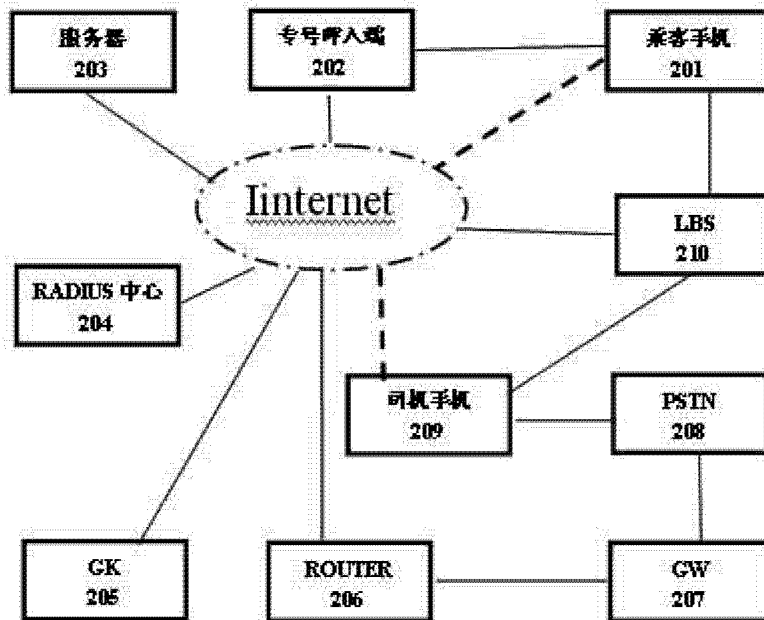 服务器
203
专号呼入端
202
乘客手机
201
Iinternet
LBS
210
RADIUS 中心
204
司机手机
209
PSTN
208
GK
205
ROUTER
206
GW
207